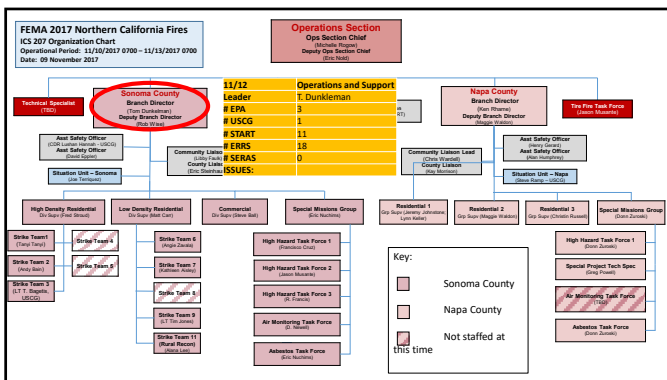 FEMA 2017 Northern California Fires
ICS 207 Organization Chart
Operational Period: 11/10/2017 0700 – 11/13/2017 0700
Date: 09 November 2017
Operations Section
Ops Section Chief
(Michelle Rogow)
Deputy Ops Section Chief
(Eric Nold)
Technical Specialist
(TBD)
Sonoma County
Branch Director
(Tom Dunkelman)
Deputy Branch Director
(Rob Wise)
11/12 Operations and Support
Leader T. Dunkleman
# EPA 3
# USCG 1
# START 11
# ERRS 18
# SERAS 0
ISSUES:
RT)
Napa County
Branch Director
(Ken Rhame)
Deputy Branch Director
(Maggie Waldon)
Tire Fire Task Force
(Jason Musante)
Asst Safety Officer
(CDR Lushan Hannah - USCG)
Asst Safety Officer
(David Eppler)
Situation Unit – Sonoma
(Joe Terriquez)
Community Liaiso
(Libby Faulk)
County Liaiso
(Eric Steinhaus
Community Liaison Lead
(Chris Wardell)
County Liaison
(Kay Morrison)
Asst Safety Officer
(Henry Gerard)
Asst Safety Officer
(Alan Humphrey)
Situation Unit – Napa
(Steve Ramp – USCG)
High Density Residential
Div Supv (Fred Stroud)
Low Density Residential
Div Supv (Matt Carr)
Commercial
Div Supv (Steve Ball)
Special Missions Group
(Eric Nuchims)
Residential 1
Grp Supv (Jeremy Johnstone
Lynn Keller)
Residential 2
Grp Supv (Maggie Waldon)
Residential 3
Grp Supv (Christin Russell)
Special Missions Group
(Donn Zuroski)
Strike Team1
(Tanyi Tanyi)
Strike Team 4
Strike Team 2
(Andy Bain)
Strike Team 5
Strike Team 3
(LT T. Bagetis,
USCG)
Strike Team 6
(Angie Zavala)
Strike Team 7
(Kathleen Aisley)
Strike Team 8
Strike Team 9
(LT Tim Jones)
Strike Team 11
(Rural Recon)
(Alana Lee)
High Hazard Task Force 1
(Francisco Cruz)
High Hazard Task Force 2
(Jason Musante)
High Hazard Task Force 3
(R. Francis)
Air Monitoring Task Force
(D. Newell)
Asbestos Task Force
(Eric Nuchims)
Key:
Sonoma County
Napa County
Not staffed at
this time
High Hazard Task Force 1
(Donn Zuroski)
Special Project Tech Spec
(Greg Powell)
Air Monitoring Task Force
(TBD)
Asbestos Task Force
(Donn Zuroski)